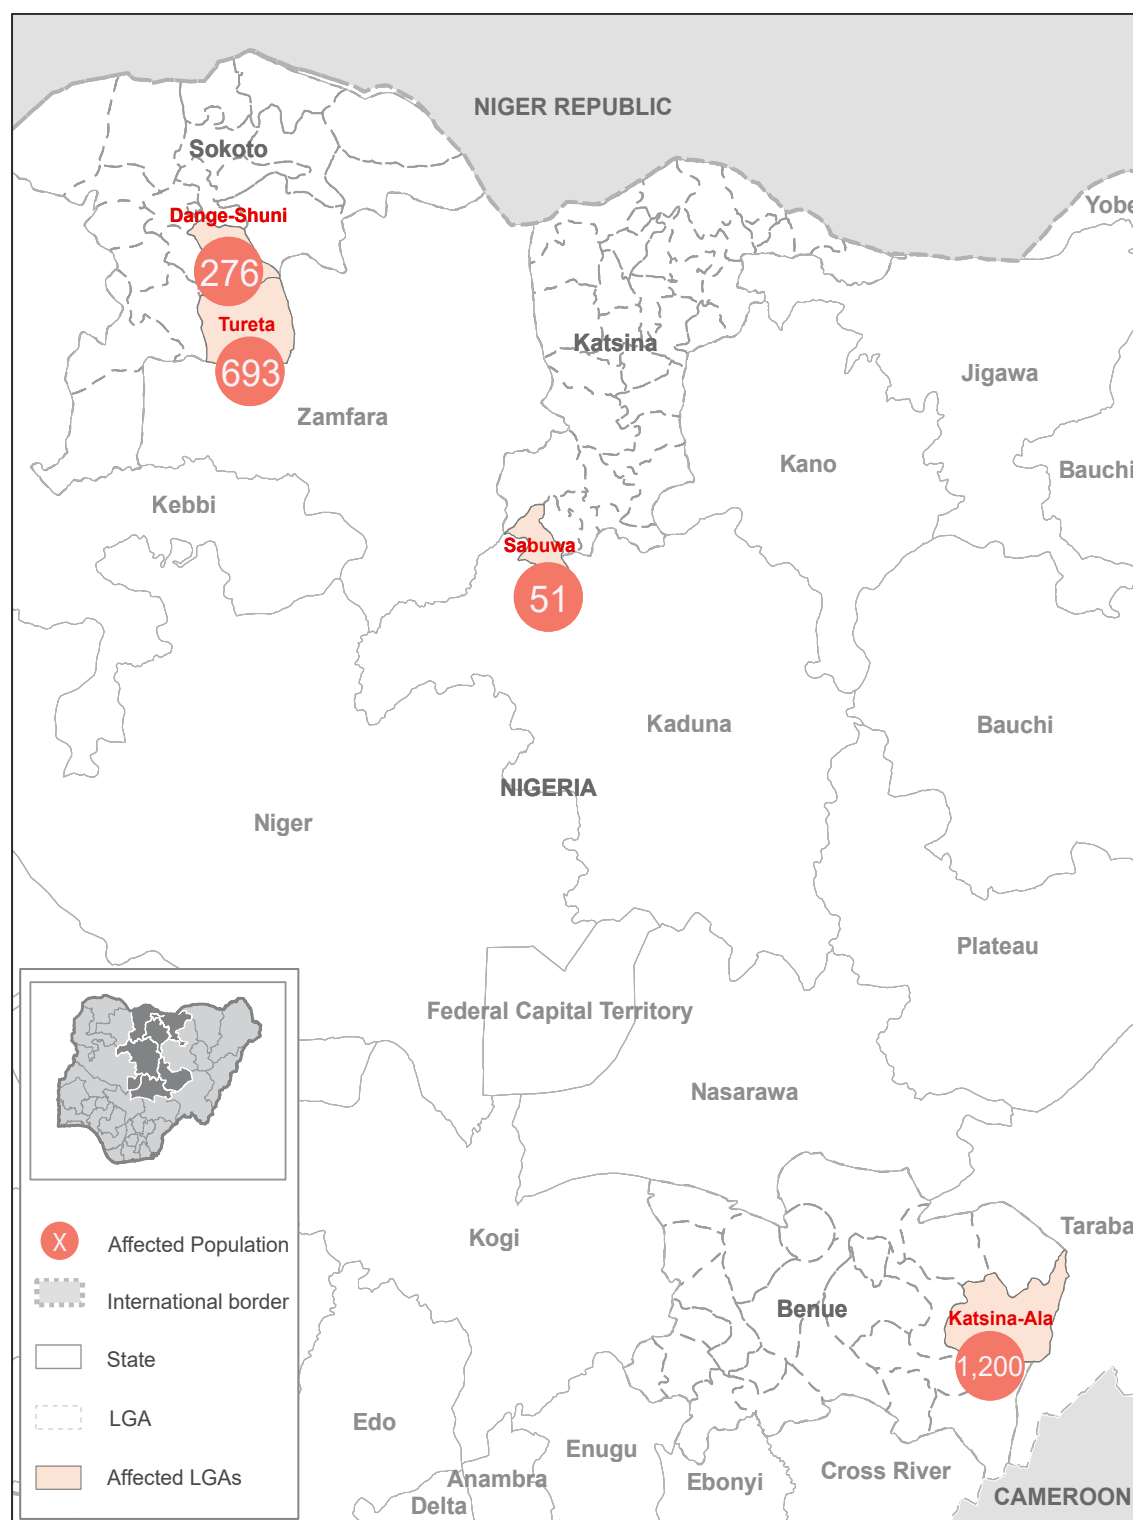 NIGER REPUBLIC
Sokoto
Yobe
Dange-Shuni
276
Tureta
Katsina
693
Jigawa
Zamfara
Kano
Bauchi
Kebbi
Sabuwa
51
Kaduna
Bauchi
NIGERIA
Niger
Plateau
Federal Capital Territory
Nasarawa
Kogi
Taraba
Benue
Katsina-Ala
1,200
Edo
Enugu
Anambra
Ebonyi
Cross River
Delta
CAMEROON
X Affected Population
International border
State
LGA
Affected LGAs